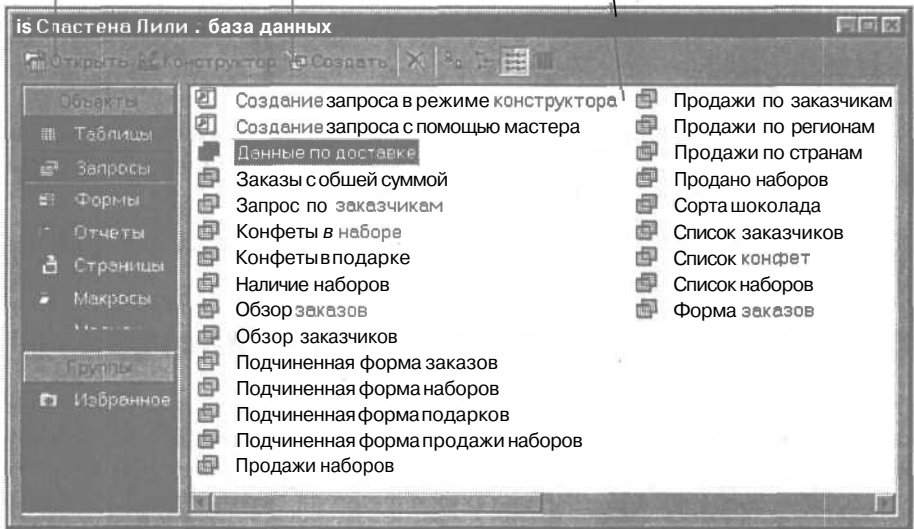 is Спастена Лили . база данных
Открыть Конструктор Создать
Объекты
Таблицы
Запросы
Формы
Отчеты
Страницы
Макросы
Группы
Избранное
Создание запроса в режиме конструктора
Создание запроса с помощью мастера
Данные по доставке
Заказы с обшей суммой
Запрос по заказчикам
Конфеты в наборе
Конфеты в подарке
Наличие наборов
Обзор заказов
Обзор заказчиков
Подчиненная форма заказов
Подчиненная форма наборов
Подчиненная форма подарков
Подчиненная форма продажи наборов
Продажи наборов
Продажи по заказчикам
Продажи по регионам
Продажи по странам
Продано наборов
Сорта шоколада
Список заказчиков
Список конфет
Список наборов
Форма заказов